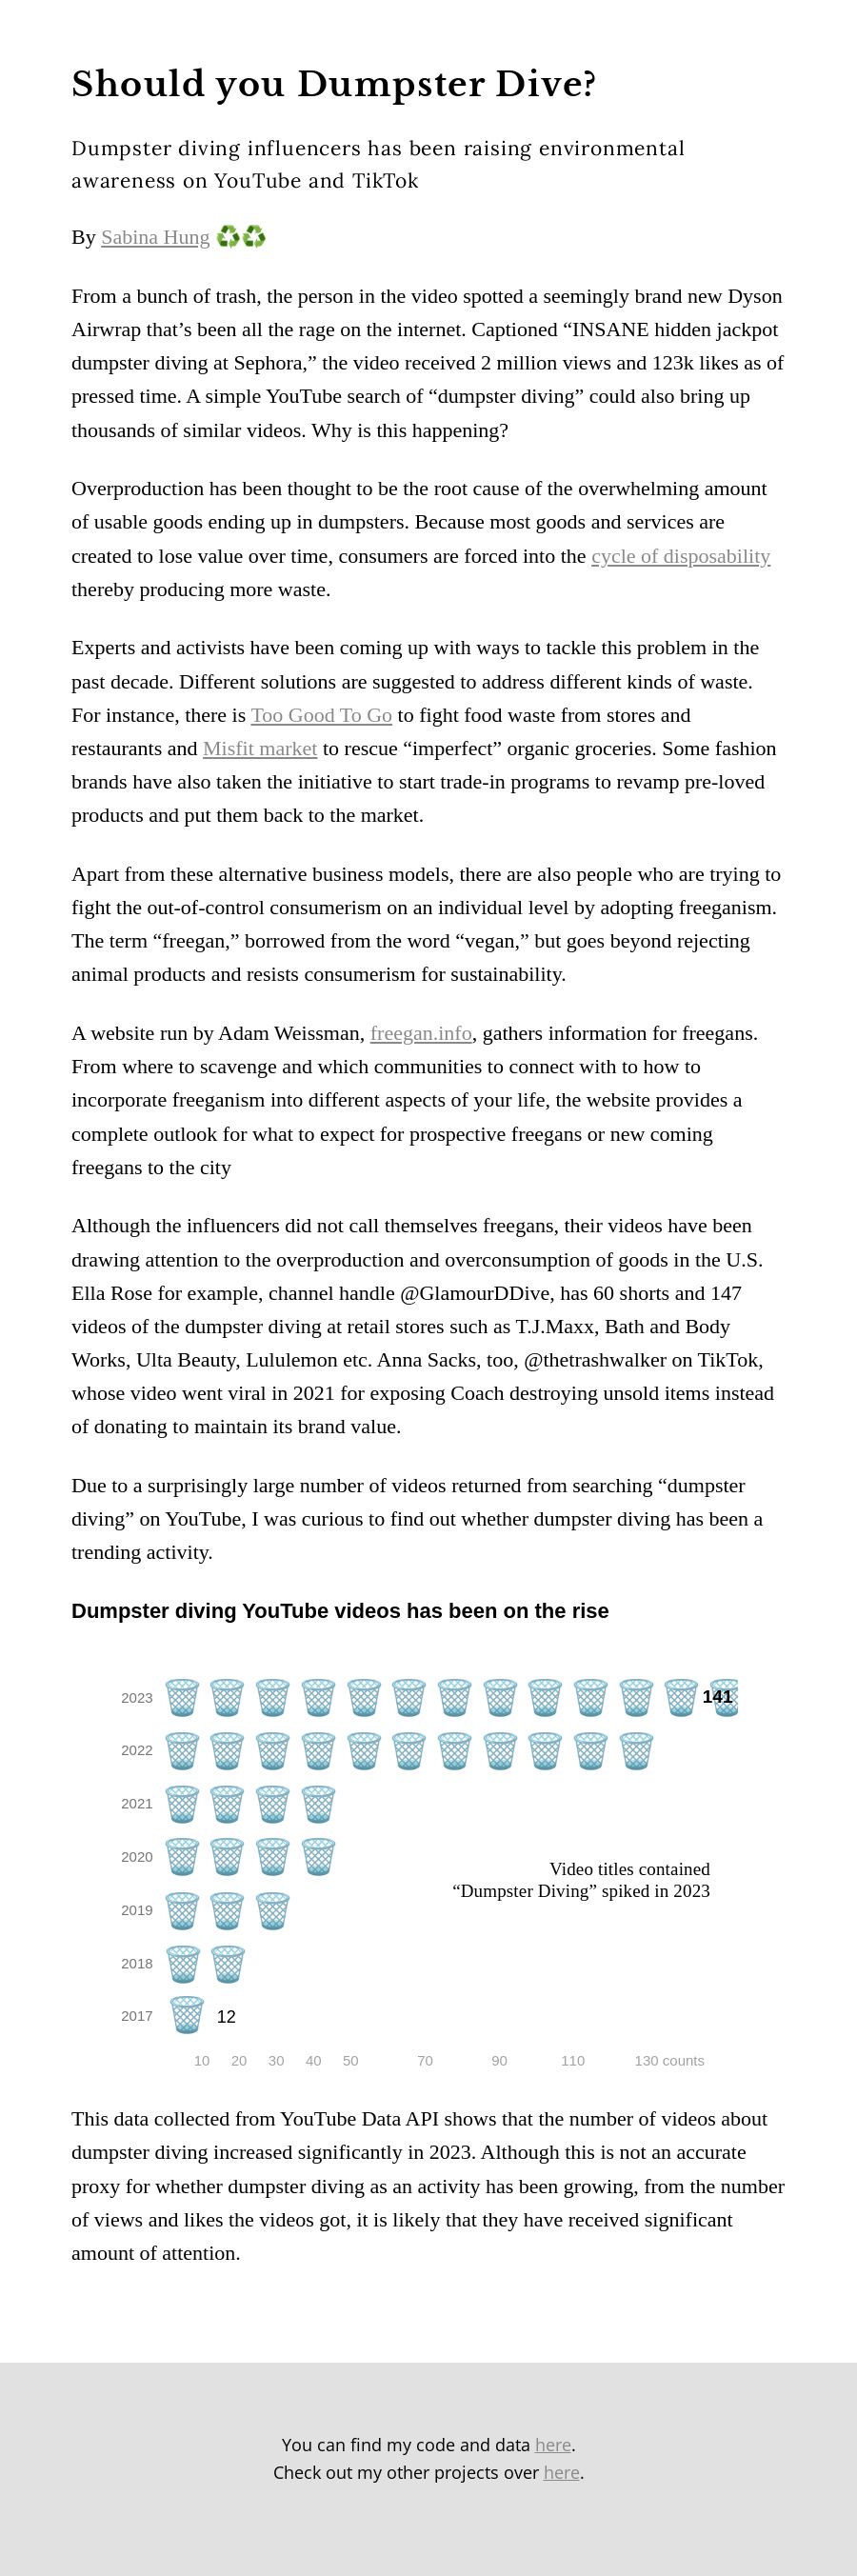 Should you Dumpster Dive?
Dumpster diving influencers has been raising environmental
awareness on YouTube and TikTok
By Sabina Hung ♻️♻️
From a bunch of trash, the person in the video spotted a seemingly brand new Dyson
Airwrap that’s been all the rage on the internet. Captioned “INSANE hidden jackpot
dumpster diving at Sephora,” the video received 2 million views and 123k likes as of
pressed time. A simple YouTube search of “dumpster diving” could also bring up
thousands of similar videos. Why is this happening?
Overproduction has been thought to be the root cause of the overwhelming amount
of usable goods ending up in dumpsters. Because most goods and services are
created to lose value over time, consumers are forced into the cycle of disposability
thereby producing more waste.
Experts and activists have been coming up with ways to tackle this problem in the
past decade. Different solutions are suggested to address different kinds of waste.
For instance, there is Too Good To Go to fight food waste from stores and
restaurants and Misfit market to rescue “imperfect” organic groceries. Some fashion
brands have also taken the initiative to start trade-in programs to revamp pre-loved
products and put them back to the market.
Apart from these alternative business models, there are also people who are trying to
fight the out-of-control consumerism on an individual level by adopting freeganism.
The term “freegan,” borrowed from the word “vegan,” but goes beyond rejecting
animal products and resists consumerism for sustainability.
A website run by Adam Weissman, freegan.info, gathers information for freegans.
From where to scavenge and which communities to connect with to how to
incorporate freeganism into different aspects of your life, the website provides a
complete outlook for what to expect for prospective freegans or new coming
freegans to the city
Although the influencers did not call themselves freegans, their videos have been
drawing attention to the overproduction and overconsumption of goods in the U.S.
Ella Rose for example, channel handle @GlamourDDive, has 60 shorts and 147
videos of the dumpster diving at retail stores such as T.J.Maxx, Bath and Body
Works, Ulta Beauty, Lululemon etc. Anna Sacks, too, @thetrashwalker on TikTok,
whose video went viral in 2021 for exposing Coach destroying unsold items instead
of donating to maintain its brand value.
Due to a surprisingly large number of videos returned from searching “dumpster
diving” on YouTube, I was curious to find out whether dumpster diving has been a
trending activity.
Dumpster diving YouTube videos has been on the rise
2023 141
2022
2021
2020
Video titles contained
“Dumpster Diving” spiked in 2023
2019
2018
2017 12
10 20 30 40 50 70 90 110 130 counts
This data collected from YouTube Data API shows that the number of videos about
dumpster diving increased significantly in 2023. Although this is not an accurate
proxy for whether dumpster diving as an activity has been growing, from the number
of views and likes the videos got, it is likely that they have received significant
amount of attention.
You can find my code and data here.
Check out my other projects over here.